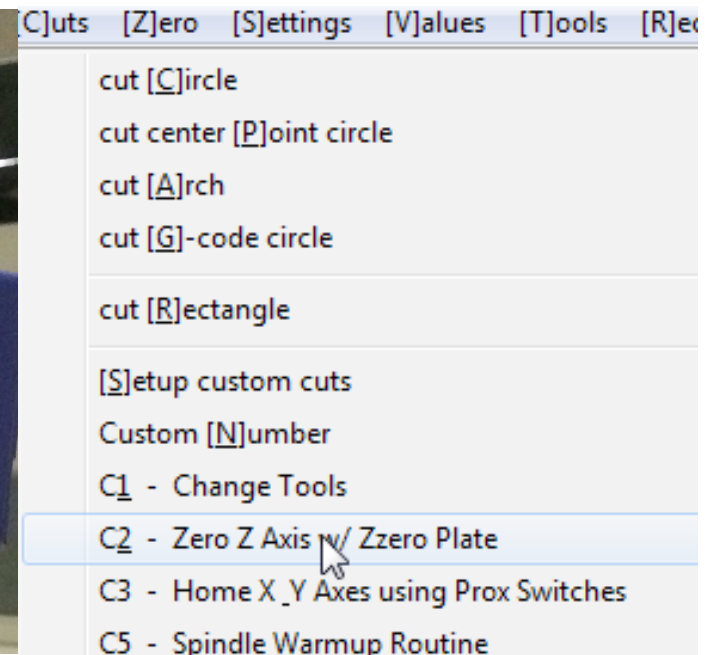 [C]uts [Z]ero [S]ettings [V]alues [T]ools [R]ec
cut [C]ircle
cut center [P]oint circle
cut [A]rch
cut [G]-code circle
cut [R]ectangle
[S]etup custom cuts
Custom [N]umber
C1 - Change Tools
C2 - Zero Z Axis w/ Zzero Plate
C3 - Home X_Y Axes using Prox Switches
C5 - Spindle Warmup Routine